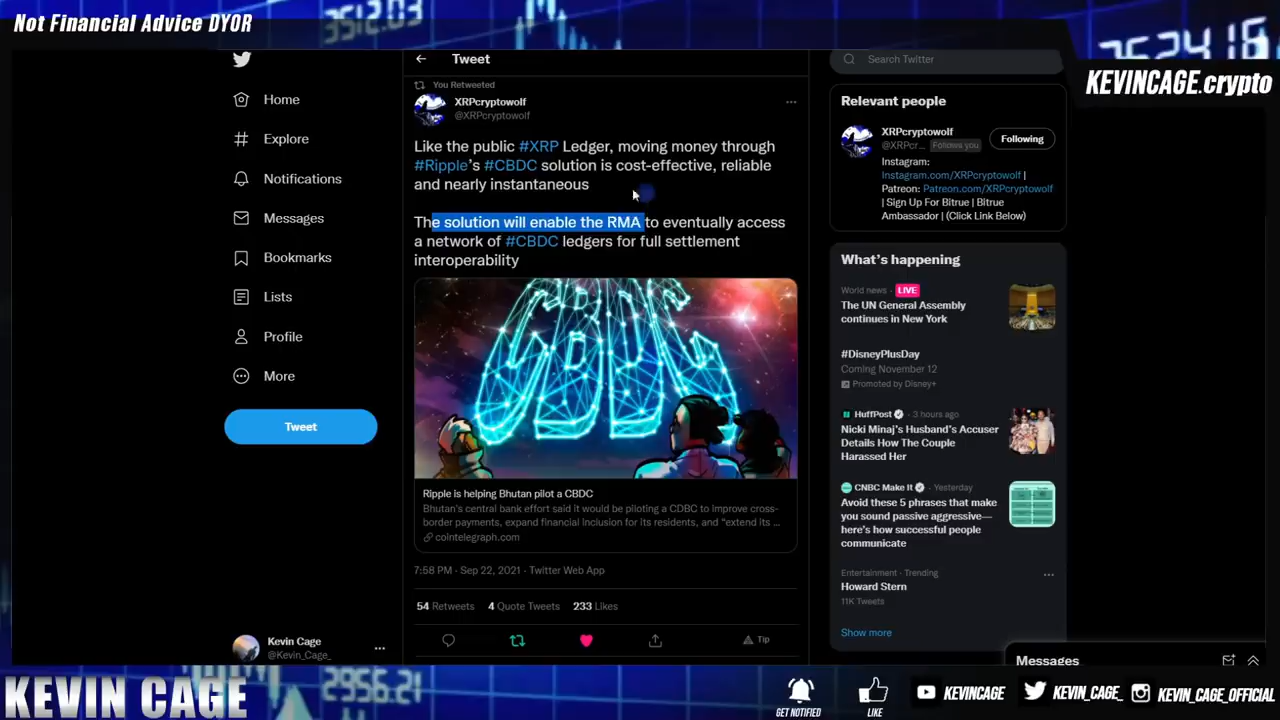 Not Financial Advice DYOR
3512.03
3524.16
KEVINCAGE.crypto
Tweet
Search Twitter
Home
Explore
Notifications
Messages
Bookmarks
Lists
Profile
More
Tweet
You Retweeted
XRPcryptowolf
@XRPcryptowolf
Like the public #XRP Ledger, moving money through
#Ripple's #CBDC solution is cost-effective, reliable
and nearly instantaneous
The solution will enable the RMA to eventually access
a network of #CBDC ledgers for full settlement
interoperability
CBDC
Ripple is helping Bhutan pilot a CBDC
Bhutan's central bank effort said it would be piloting a CDBC to improve cross-
border payments, expand financial inclusion for its residents, and "extend its ...
cointelegraph.com
7:58 PM · Sep 22, 2021 · Twitter Web App
54 Retweets 4 Quote Tweets 233 Likes
Tip
Relevant people
XRPcryptowolf
@XRPcr... Follows you
Following
Instagram:
Instagram.com/XRPcryptowolf |
Patreon: Patreon.com/XRPcryptowolf
| Sign Up For Bitrue | Bitrue
Ambassador | (Click Link Below)
What's happening
World news · LIVE
The UN General Assembly
continues in New York
#DisneyPlusDay
Coming November 12
Promoted by Disney+
HuffPost · 3 hours ago
Nicki Minaj's Husband's Accuser
Details How The Couple
Harassed Her
CNBC Make It · Yesterday
Avoid these 5 phrases that make
you sound passive aggressive—
here's how successful people
communicate
Entertainment · Trending
Howard Stern
11K Tweets
Show more
Messages
Kevin Cage
@Kevin_Cage_
KEVIN CAGE
2956.21
GET NOTIFIED
LIKE
KEVINCAGE
KEVIN_CAGE_
KEVIN_CAGE_OFFICIAL